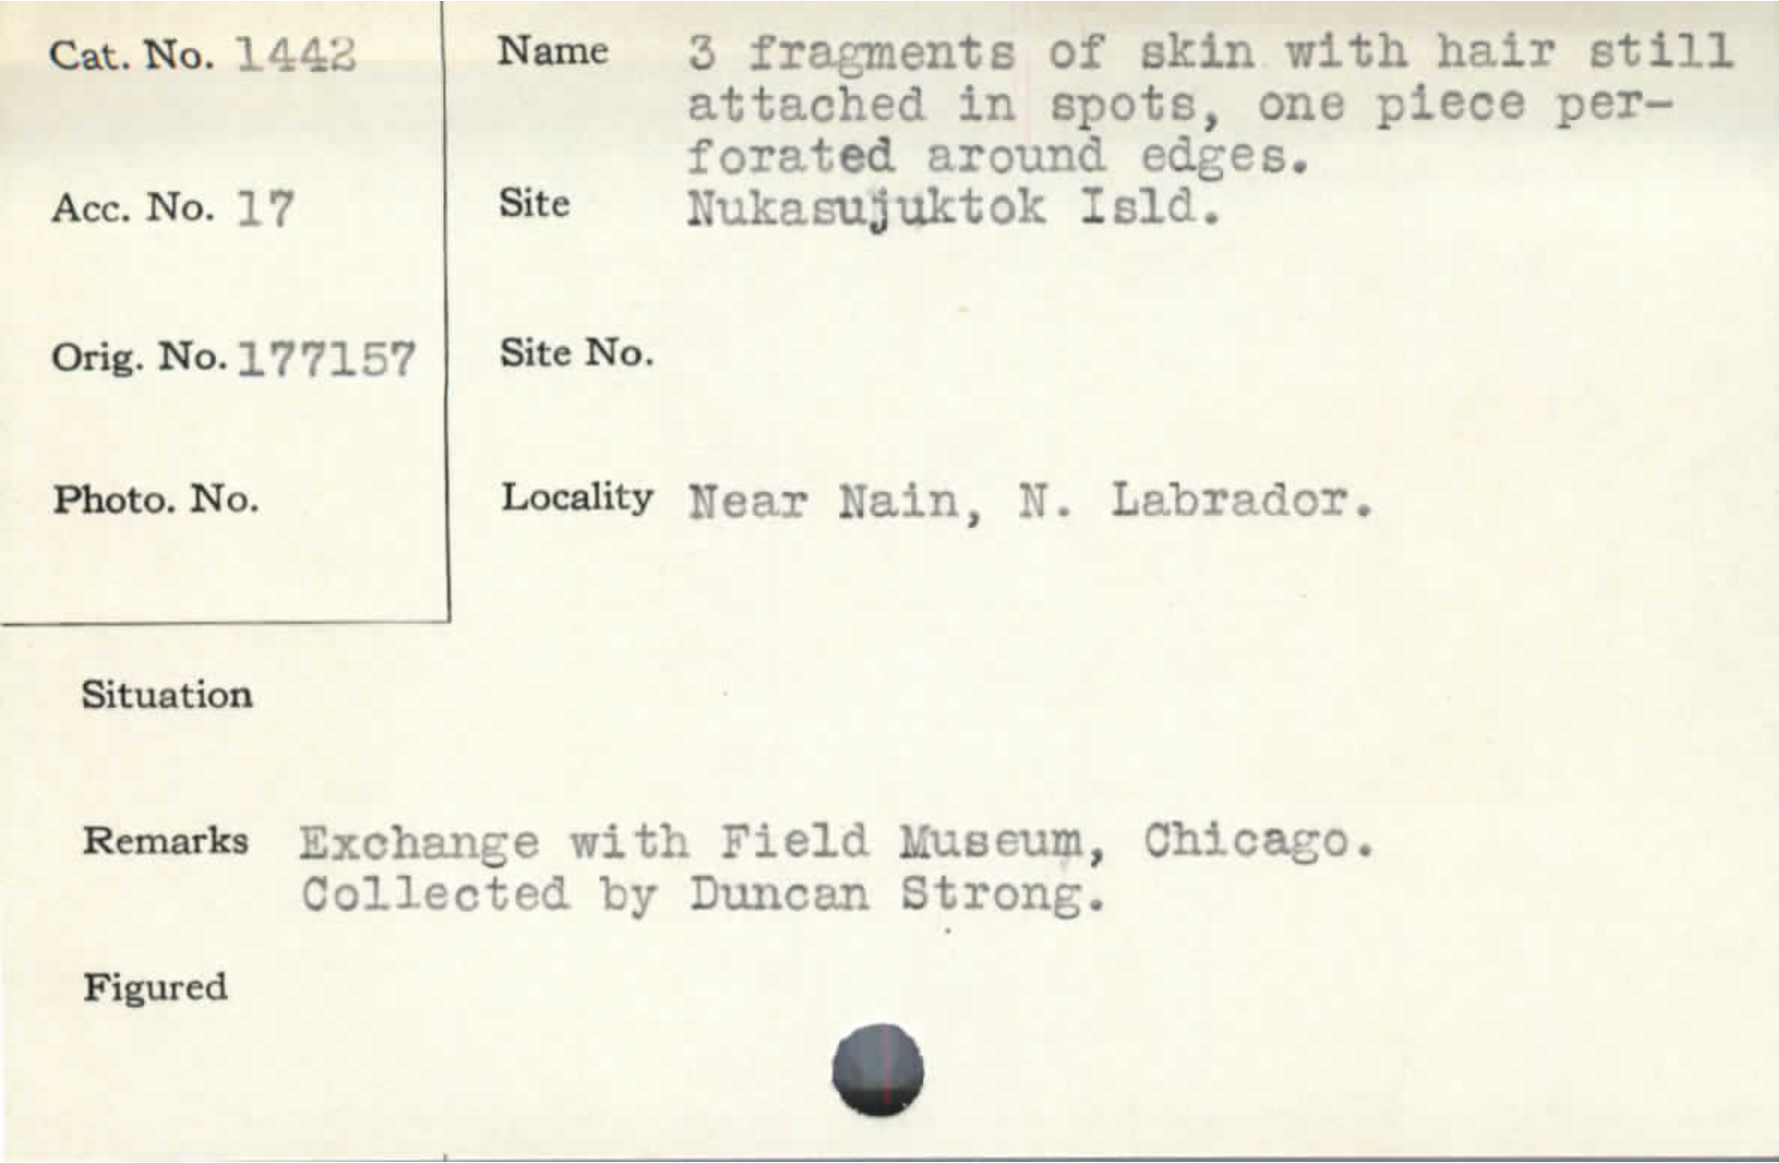 Cat. No. 1442
Name 3 fragments of skin with hair still
attached in spots, one piece per-
forated around edges.
Acc. No. 17
Site Nukasujuktok Isld.
Orig. No. 177157
Site No.
Photo. No.
Locality Near Nain, N. Labrador.
Situation
Remarks Exchange with Field Museum, Chicago.
Collected by Duncan Strong.
Figured